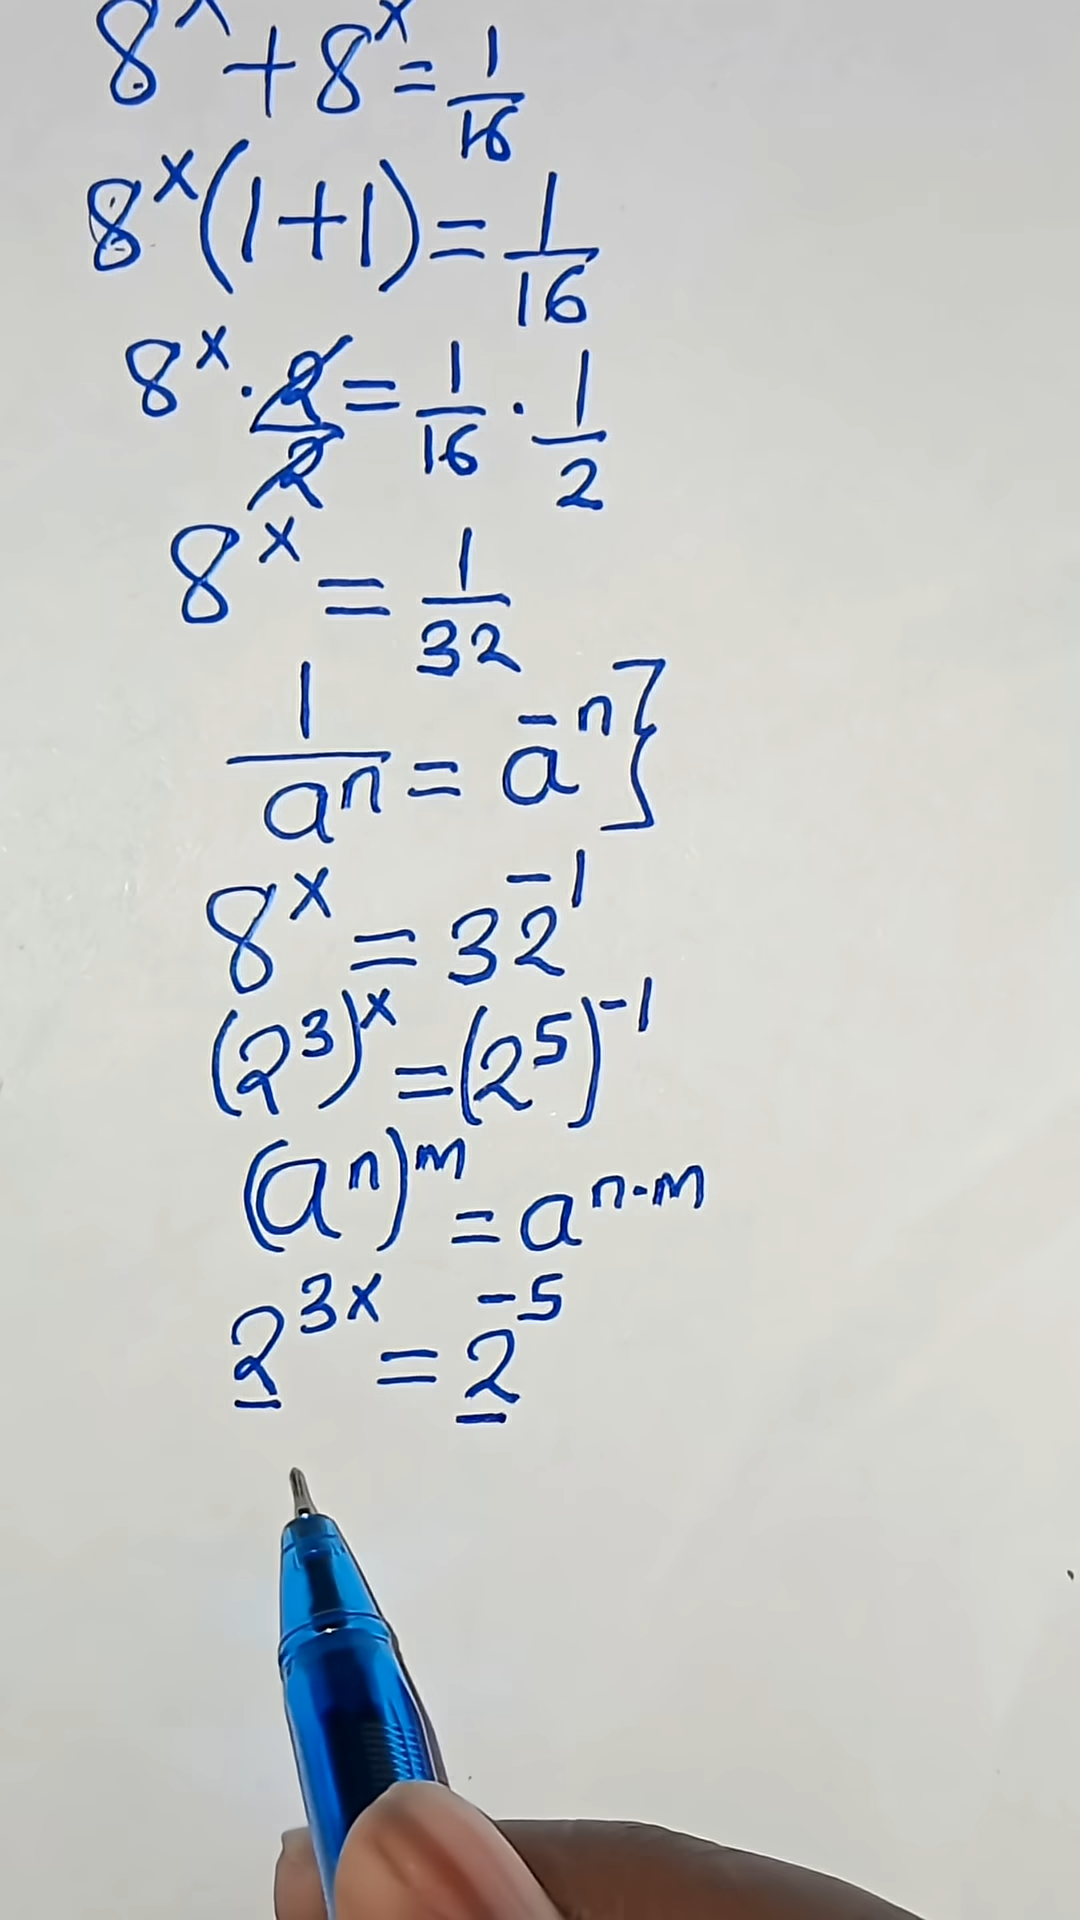 8^x + 8^x = 1/16
8^x(1+1) = 1/16
8^x · 2/2 = 1/16 · 1/2
8^x = 1/32
1/a^n = a^-n}
8^x = 32^-1
(2^3)^x = (2^5)^-1
(a^n)^m = a^n·m
2^3x = 2^-5